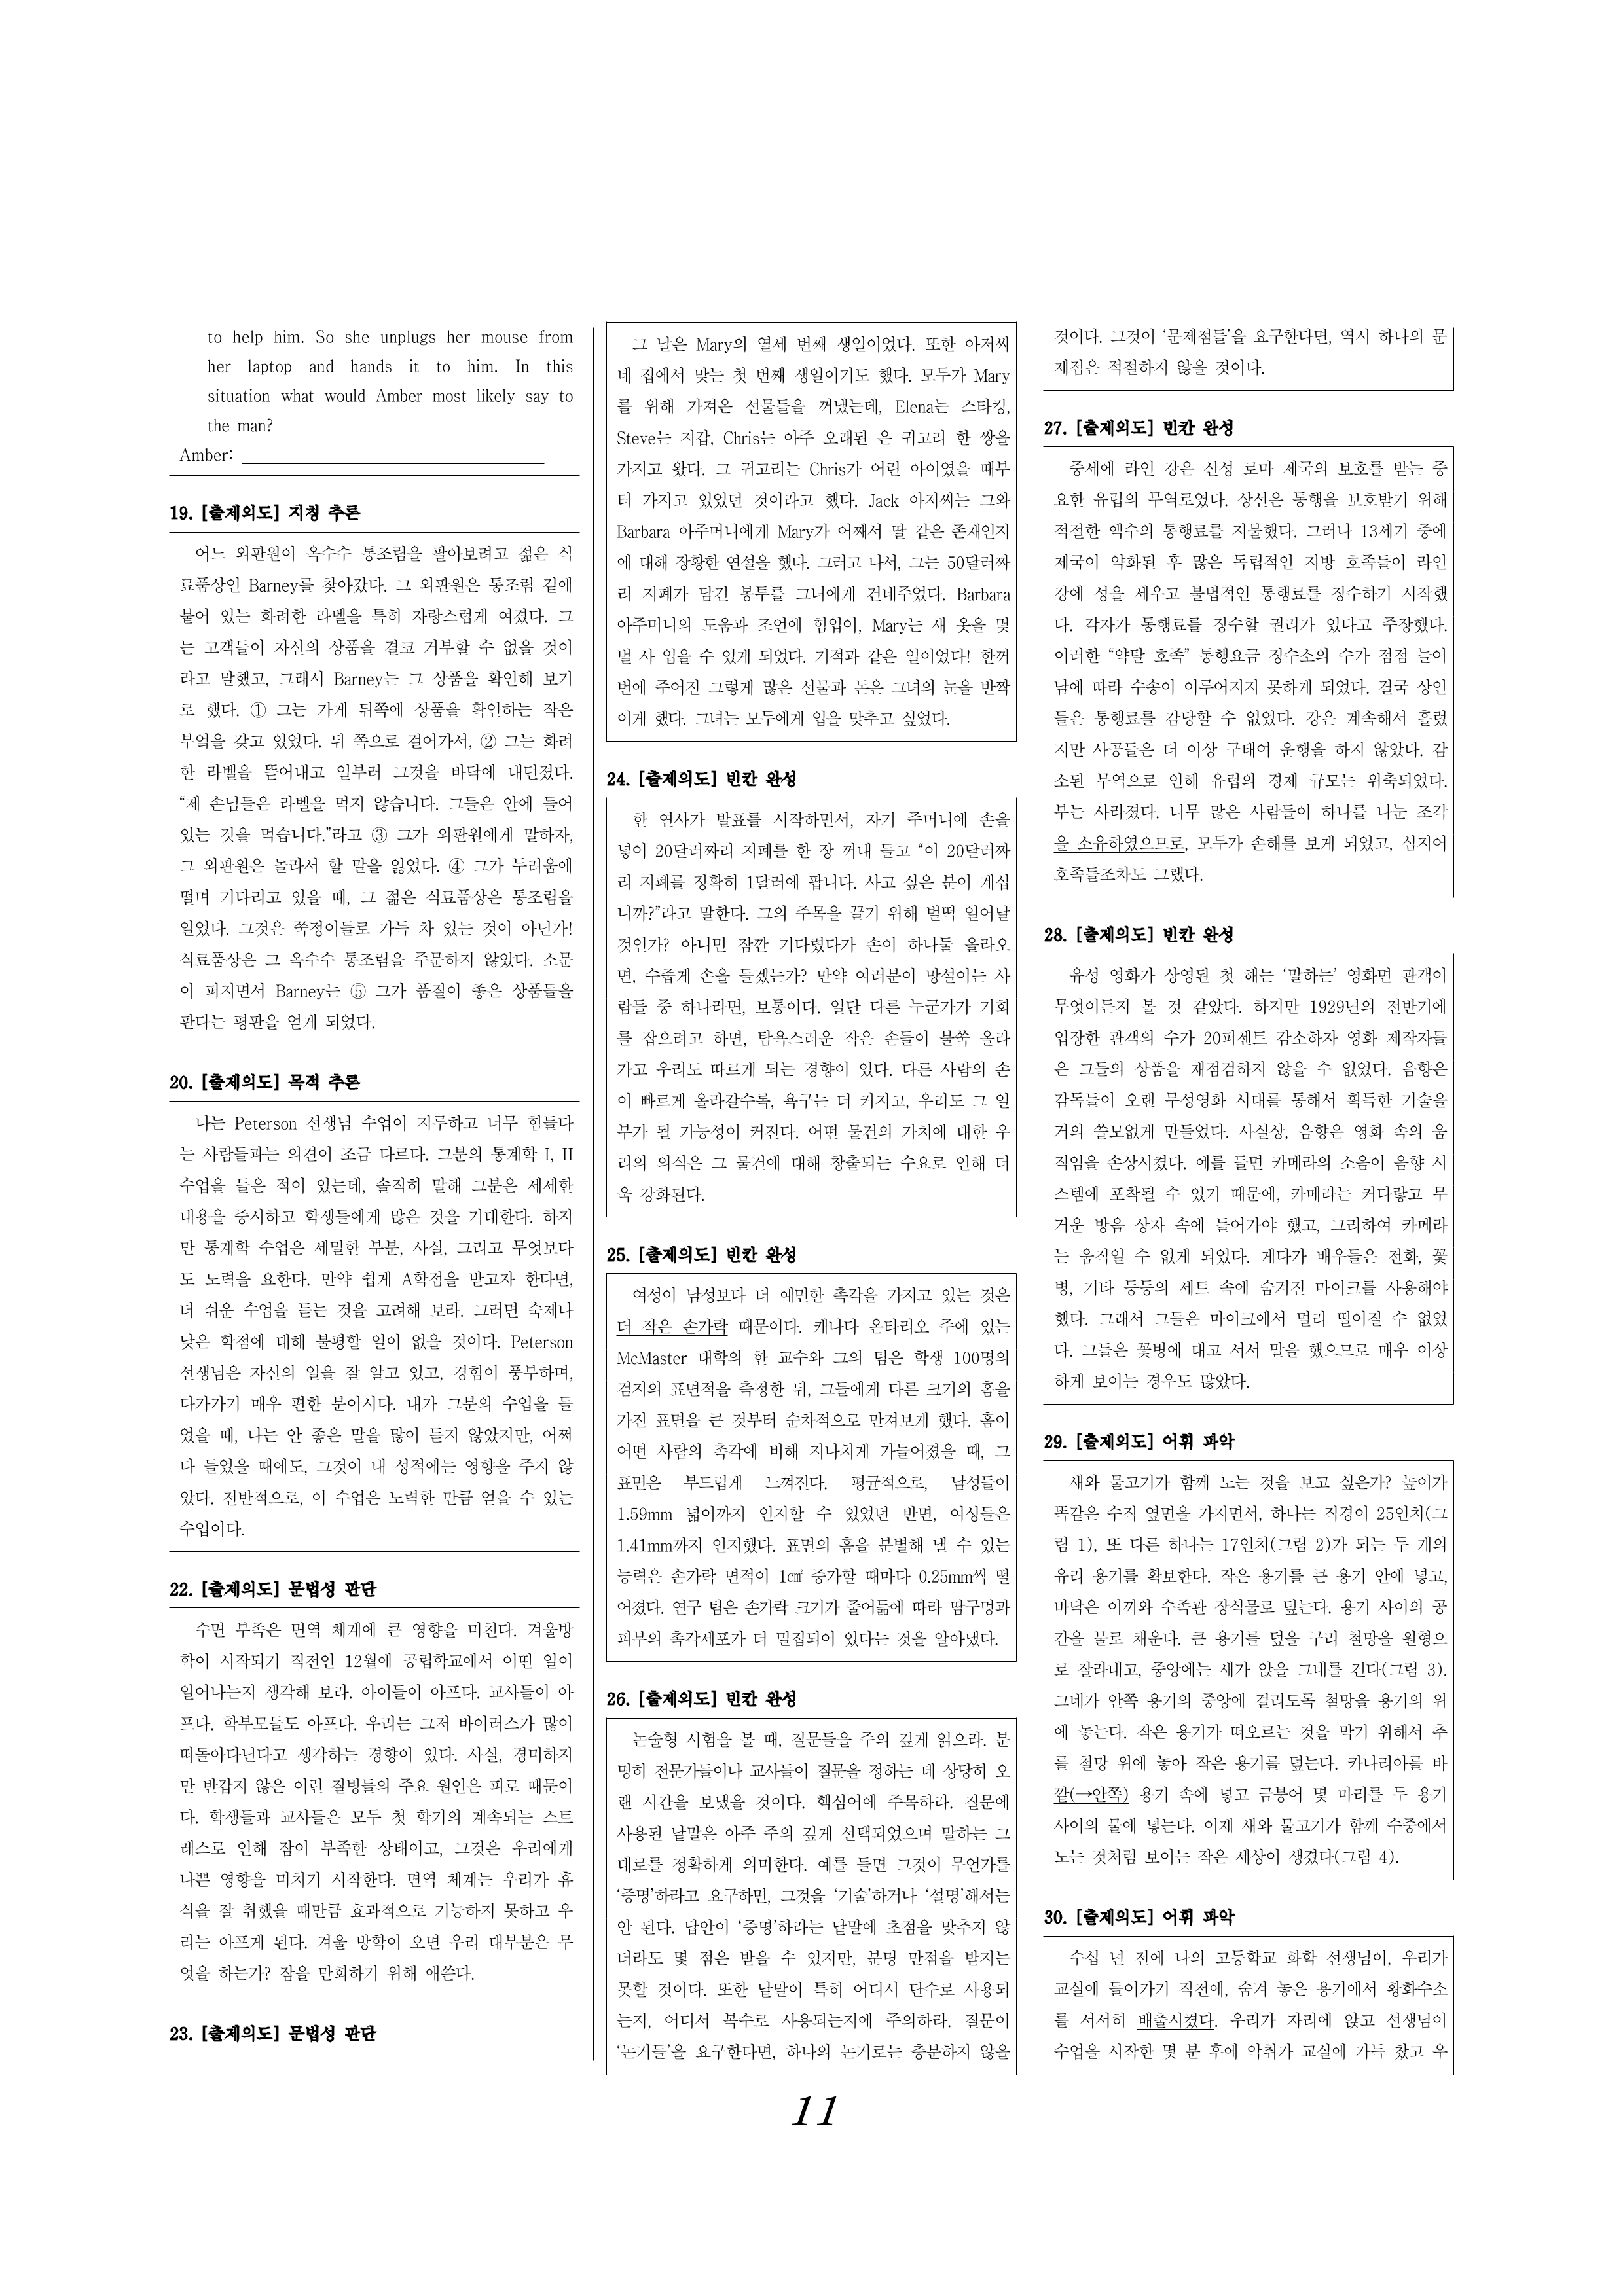 to help him. So she unplugs her mouse from
her laptop and hands it to him. In this
situation what would Amber most likely say to
the man?
Amber:
19. [출제의도] 지칭 추론
어느 외판원이 옥수수 통조림을 팔아보려고 젊은 식
료품상인 Barney를 찾아갔다. 그 외판원은 통조림 겉에
붙어 있는 화려한 라벨을 특히 자랑스럽게 여겼다. 그
는 고객들이 자신의 상품을 결코 거부할 수 없을 것이
라고 말했고, 그래서 Barney는 그 상품을 확인해 보기
로 했다. ① 그는 가게 뒤쪽에 상품을 확인하는 작은
부엌을 갖고 있었다. 뒤 쪽으로 걸어가서, ② 그는 화려
한 라벨을 뜯어내고 일부러 그것을 바닥에 내던졌다.
“제 손님들은 라벨을 먹지 않습니다. 그들은 안에 들어
있는 것을 먹습니다.”라고 ③ 그가 외판원에게 말하자,
그 외판원은 놀라서 할 말을 잃었다. ④ 그가 두려움에
떨며 기다리고 있을 때, 그 젊은 식료품상은 통조림을
열었다. 그것은 쭉정이들로 가득 차 있는 것이 아닌가!
식료품상은 그 옥수수 통조림을 주문하지 않았다. 소문
이 퍼지면서 Barney는 ⑤ 그가 품질이 좋은 상품들을
판다는 평판을 얻게 되었다.
20. [출제의도] 목적 추론
나는 Peterson 선생님 수업이 지루하고 너무 힘들다
는 사람들과는 의견이 조금 다르다. 그분의 통계학 I, II
수업을 들은 적이 있는데, 솔직히 말해 그분은 세세한
내용을 중시하고 학생들에게 많은 것을 기대한다. 하지
만 통계학 수업은 세밀한 부분, 사실, 그리고 무엇보다
도 노력을 요한다. 만약 쉽게 A학점을 받고자 한다면,
더 쉬운 수업을 듣는 것을 고려해 보라. 그러면 숙제나
낮은 학점에 대해 불평할 일이 없을 것이다. Peterson
선생님은 자신의 일을 잘 알고 있고, 경험이 풍부하며,
다가가기 매우 편한 분이시다. 내가 그분의 수업을 들
었을 때, 나는 안 좋은 말을 많이 듣지 않았지만, 어쩌
다 들었을 때에도, 그것이 내 성적에는 영향을 주지 않
았다. 전반적으로, 이 수업은 노력한 만큼 얻을 수 있는
수업이다.
22. [출제의도] 문법성 판단
수면 부족은 면역 체계에 큰 영향을 미친다. 겨울방
학이 시작되기 직전인 12월에 공립학교에서 어떤 일이
일어나는지 생각해 보라. 아이들이 아프다. 교사들이 아
프다. 학부모들도 아프다. 우리는 그저 바이러스가 많이
떠돌아다닌다고 생각하는 경향이 있다. 사실, 경미하지
만 반갑지 않은 이런 질병들의 주요 원인은 피로 때문이
다. 학생들과 교사들은 모두 첫 학기의 계속되는 스트
레스로 인해 잠이 부족한 상태이고, 그것은 우리에게
나쁜 영향을 미치기 시작한다. 면역 체계는 우리가 휴
식을 잘 취했을 때만큼 효과적으로 기능하지 못하고 우
리는 아프게 된다. 겨울 방학이 오면 우리 대부분은 무
엇을 하는가? 잠을 만회하기 위해 애쓴다.
23. [출제의도] 문법성 판단
그 날은 Mary의 열세 번째 생일이었다. 또한 아저씨
네 집에서 맞는 첫 번째 생일이기도 했다. 모두가 Mary
를 위해 가져온 선물들을 꺼냈는데, Elena는 스타킹,
Steve는 지갑, Chris는 아주 오래된 은 귀고리 한 쌍을
가지고 왔다. 그 귀고리는 Chris가 어린 아이였을 때부
터 가지고 있었던 것이라고 했다. Jack 아저씨는 그와
Barbara 아주머니에게 Mary가 어째서 딸 같은 존재인지
에 대해 장황한 연설을 했다. 그러고 나서, 그는 50달러짜
리 지폐가 담긴 봉투를 그녀에게 건네주었다. Barbara
아주머니의 도움과 조언에 힘입어, Mary는 새 옷을 몇
벌 사 입을 수 있게 되었다. 기적과 같은 일이었다! 한꺼
번에 주어진 그렇게 많은 선물과 돈은 그녀의 눈을 반짝
이게 했다. 그녀는 모두에게 입을 맞추고 싶었다.
24. [출제의도] 빈칸 완성
한 연사가 발표를 시작하면서, 자기 주머니에 손을
넣어 20달러짜리 지폐를 한 장 꺼내 들고 “이 20달러짜
리 지폐를 정확히 1달러에 팝니다. 사고 싶은 분이 계십
니까?”라고 말한다. 그의 주목을 끌기 위해 벌떡 일어날
것인가? 아니면 잠깐 기다렸다가 손이 하나둘 올라오
면, 수줍게 손을 들겠는가? 만약 여러분이 망설이는 사
람들 중 하나라면, 보통이다. 일단 다른 누군가가 기회
를 잡으려고 하면, 탐욕스러운 작은 손들이 불쑥 올라
가고 우리도 따르게 되는 경향이 있다. 다른 사람의 손
이 빠르게 올라갈수록, 욕구는 더 커지고, 우리도 그 일
부가 될 가능성이 커진다. 어떤 물건의 가치에 대한 우
리의 의식은 그 물건에 대해 창출되는 수요로 인해 더
욱 강화된다.
25. [출제의도] 빈칸 완성
여성이 남성보다 더 예민한 촉각을 가지고 있는 것은
더 작은 손가락 때문이다. 캐나다 온타리오 주에 있는
McMaster 대학의 한 교수와 그의 팀은 학생 100명의
검지의 표면적을 측정한 뒤, 그들에게 다른 크기의 홈을
가진 표면을 큰 것부터 순차적으로 만져보게 했다. 홈이
어떤 사람의 촉각에 비해 지나치게 가늘어졌을 때, 그
표면은 부드럽게 느껴진다. 평균적으로, 남성들이
1.59mm 넓이까지 인지할 수 있었던 반면, 여성들은
1.41mm까지 인지했다. 표면의 홈을 분별해 낼 수 있는
능력은 손가락 면적이 1㎠ 증가할 때마다 0.25mm씩 떨
어졌다. 연구 팀은 손가락 크기가 줄어듦에 따라 땀구멍과
피부의 촉각세포가 더 밀집되어 있다는 것을 알아냈다.
26. [출제의도] 빈칸 완성
논술형 시험을 볼 때, 질문들을 주의 깊게 읽으라. 분
명히 전문가들이나 교사들이 질문을 정하는 데 상당히 오
랜 시간을 보냈을 것이다. 핵심어에 주목하라. 질문에
사용된 낱말은 아주 주의 깊게 선택되었으며 말하는 그
대로를 정확하게 의미한다. 예를 들면 그것이 무언가를
‘증명’하라고 요구하면, 그것을 ‘기술’하거나 ‘설명’해서는
안 된다. 답안이 ‘증명’하라는 낱말에 초점을 맞추지 않
더라도 몇 점은 받을 수 있지만, 분명 만점을 받지는
못할 것이다. 또한 낱말이 특히 어디서 단수로 사용되
는지, 어디서 복수로 사용되는지에 주의하라. 질문이
‘논거들’을 요구한다면, 하나의 논거로는 충분하지 않을
것이다. 그것이 ‘문제점들’을 요구한다면, 역시 하나의 문
제점은 적절하지 않을 것이다.
27. [출제의도] 빈칸 완성
중세에 라인 강은 신성 로마 제국의 보호를 받는 중
요한 유럽의 무역로였다. 상선은 통행을 보호받기 위해
적절한 액수의 통행료를 지불했다. 그러나 13세기 중에
제국이 약화된 후 많은 독립적인 지방 호족들이 라인
강에 성을 세우고 불법적인 통행료를 징수하기 시작했
다. 각자가 통행료를 징수할 권리가 있다고 주장했다.
이러한 “약탈 호족” 통행요금 징수소의 수가 점점 늘어
남에 따라 수송이 이루어지지 못하게 되었다. 결국 상인
들은 통행료를 감당할 수 없었다. 강은 계속해서 흘렀
지만 사공들은 더 이상 구태여 운행을 하지 않았다. 감
소된 무역으로 인해 유럽의 경제 규모는 위축되었다.
부는 사라졌다. 너무 많은 사람들이 하나를 나눈 조각
을 소유하였으므로, 모두가 손해를 보게 되었고, 심지어
호족들조차도 그랬다.
28. [출제의도] 빈칸 완성
유성 영화가 상영된 첫 해는 ‘말하는’ 영화면 관객이
무엇이든지 볼 것 같았다. 하지만 1929년의 전반기에
입장한 관객의 수가 20퍼센트 감소하자 영화 제작자들
은 그들의 상품을 재점검하지 않을 수 없었다. 음향은
감독들이 오랜 무성영화 시대를 통해서 획득한 기술을
거의 쓸모없게 만들었다. 사실상, 음향은 영화 속의 움
직임을 손상시켰다. 예를 들면 카메라의 소음이 음향 시
스템에 포착될 수 있기 때문에, 카메라는 커다랗고 무
거운 방음 상자 속에 들어가야 했고, 그리하여 카메라
는 움직일 수 없게 되었다. 게다가 배우들은 전화, 꽃
병, 기타 등등의 세트 속에 숨겨진 마이크를 사용해야
했다. 그래서 그들은 마이크에서 멀리 떨어질 수 없었
다. 그들은 꽃병에 대고 서서 말을 했으므로 매우 이상
하게 보이는 경우도 많았다.
29. [출제의도] 어휘 파악
새와 물고기가 함께 노는 것을 보고 싶은가? 높이가
똑같은 수직 옆면을 가지면서, 하나는 직경이 25인치(그
림 1), 또 다른 하나는 17인치(그림 2)가 되는 두 개의
유리 용기를 확보한다. 작은 용기를 큰 용기 안에 넣고,
바닥은 이끼와 수족관 장식물로 덮는다. 용기 사이의 공
간을 물로 채운다. 큰 용기를 덮을 구리 철망을 원형으
로 잘라내고, 중앙에는 새가 앉을 그네를 건다(그림 3).
그네가 안쪽 용기의 중앙에 걸리도록 철망을 용기의 위
에 놓는다. 작은 용기가 떠오르는 것을 막기 위해서 추
를 철망 위에 놓아 작은 용기를 덮는다. 카나리아를 바
깥(→안쪽) 용기 속에 넣고 금붕어 몇 마리를 두 용기
사이의 물에 넣는다. 이제 새와 물고기가 함께 수중에서
노는 것처럼 보이는 작은 세상이 생겼다(그림 4).
30. [출제의도] 어휘 파악
수십 년 전에 나의 고등학교 화학 선생님이, 우리가
교실에 들어가기 직전에, 숨겨 놓은 용기에서 황화수소
를 서서히 배출시켰다. 우리가 자리에 앉고 선생님이
수업을 시작한 몇 분 후에 악취가 교실에 가득 찼고 우
11